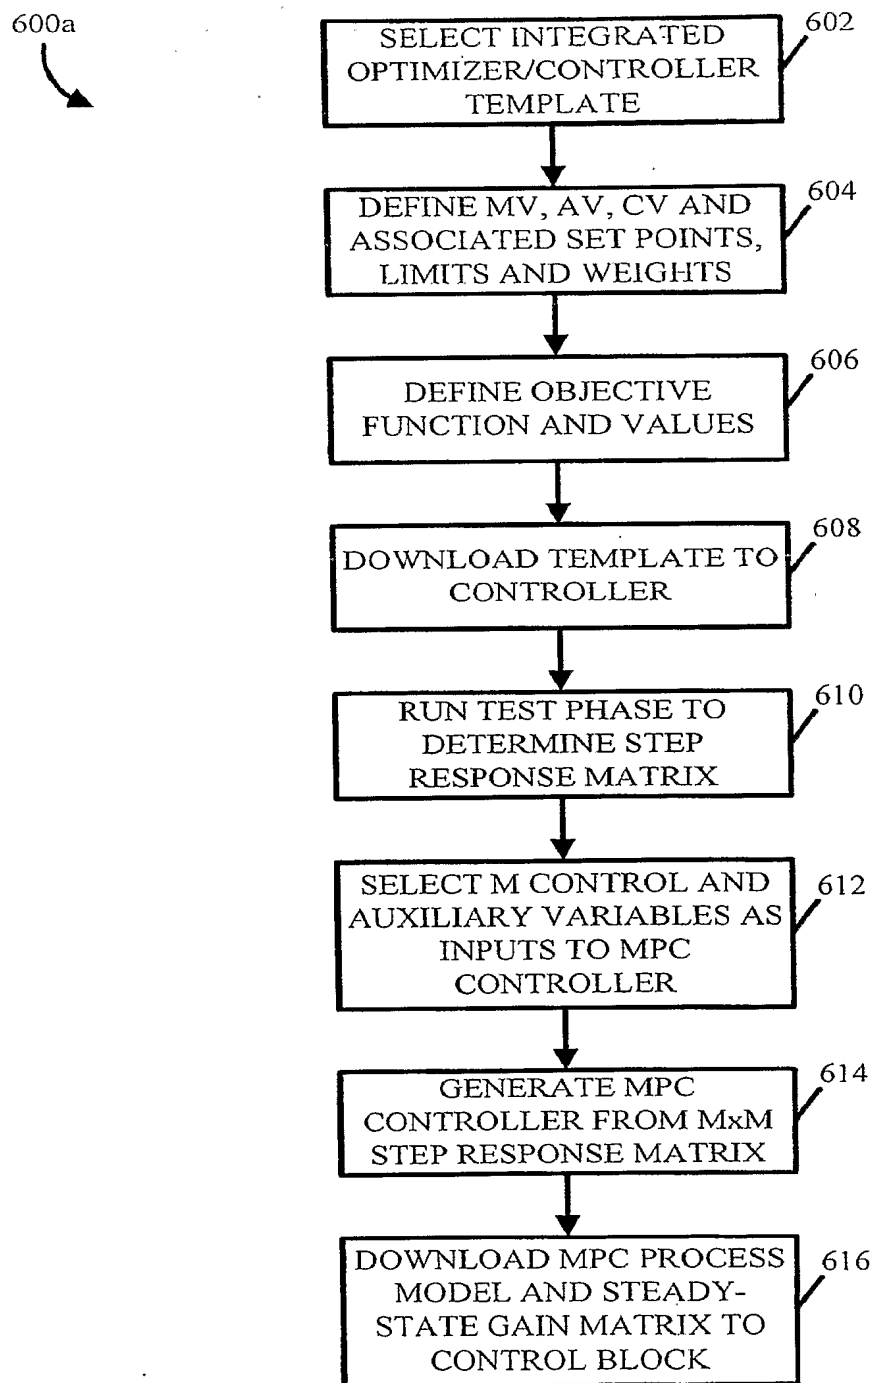 600a
602
SELECT INTEGRATED
OPTIMIZER/CONTROLLER
TEMPLATE
604
DEFINE MV, AV, CV AND
ASSOCIATED SET POINTS,
LIMITS AND WEIGHTS
606
DEFINE OBJECTIVE
FUNCTION AND VALUES
608
DOWNLOAD TEMPLATE TO
CONTROLLER
610
RUN TEST PHASE TO
DETERMINE STEP
RESPONSE MATRIX
612
SELECT M CONTROL AND
AUXILIARY VARIABLES AS
INPUTS TO MPC
CONTROLLER
614
GENERATE MPC
CONTROLLER FROM MxM
STEP RESPONSE MATRIX
616
DOWNLOAD MPC PROCESS
MODEL AND STEADY-
STATE GAIN MATRIX TO
CONTROL BLOCK